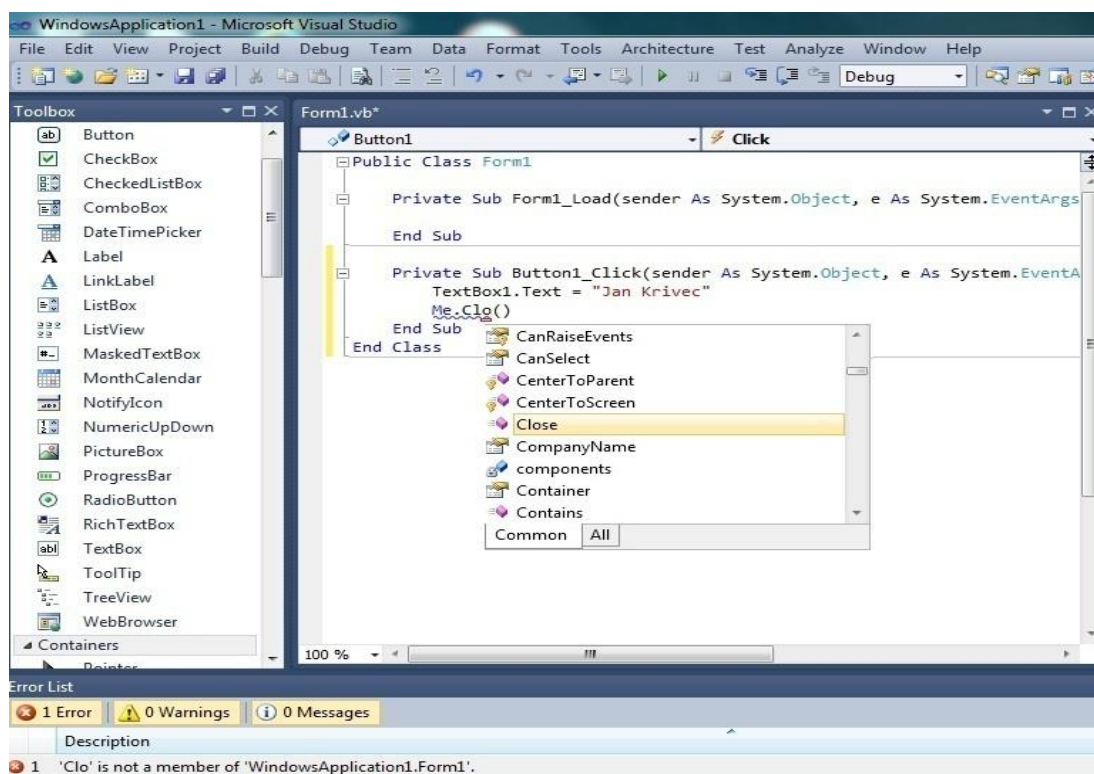 WindowsApplication1 - Microsoft Visual Studio
File Edit View Project Build Debug Team Data Format Tools Architecture Test Analyze Window Help
Debug
Toolbox
Button
CheckBox
CheckedListBox
ComboBox
DateTimePicker
Label
LinkLabel
ListBox
ListView
MaskedTextBox
MonthCalendar
NotifyIcon
NumericUpDown
PictureBox
ProgressBar
RadioButton
RichTextBox
TextBox
ToolTip
TreeView
WebBrowser
Containers
Pointer
Form1.vb*
Button1 Click
Public Class Form1
Private Sub Form1_Load(sender As System.Object, e As System.EventArgs
End Sub
Private Sub Button1_Click(sender As System.Object, e As System.EventA
TextBox1.Text = "Jan Krivec"
Me.Clo()
End Sub
End Class
CanRaiseEvents
CanSelect
CenterToParent
CenterToScreen
Close
CompanyName
components
Container
Contains
Common All
100 %
Error List
1 Error 0 Warnings 0 Messages
Description
1 'Clo' is not a member of 'WindowsApplication1.Form1'.